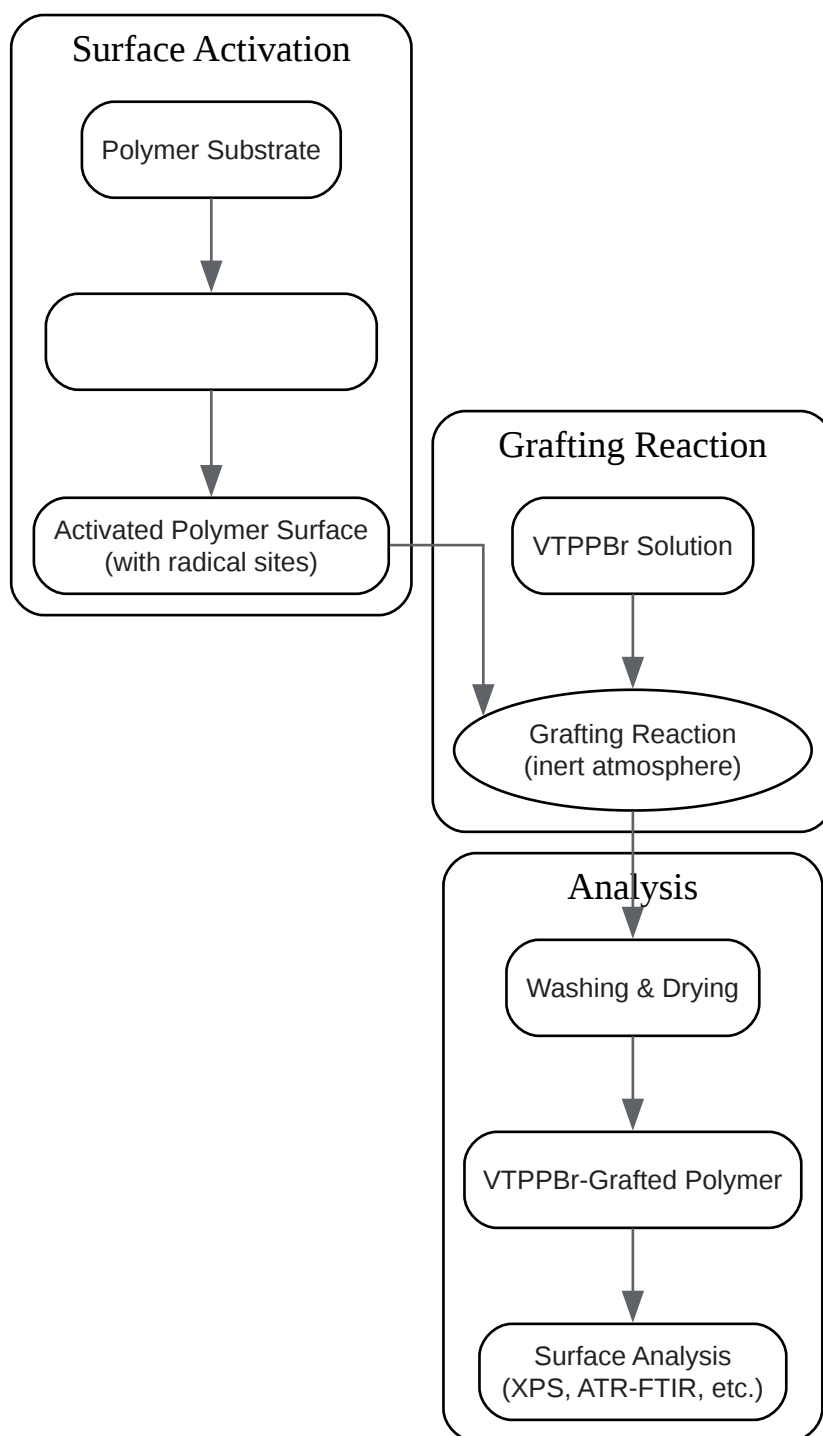 Surface Activation
Polymer Substrate
Activated Polymer Surface
(with radical sites)
Grafting Reaction
VTPPBr Solution
Grafting Reaction
(inert atmosphere)
Analysis
Washing & Drying
VTPPBr-Grafted Polymer
Surface Analysis
(XPS, ATR-FTIR, etc.)